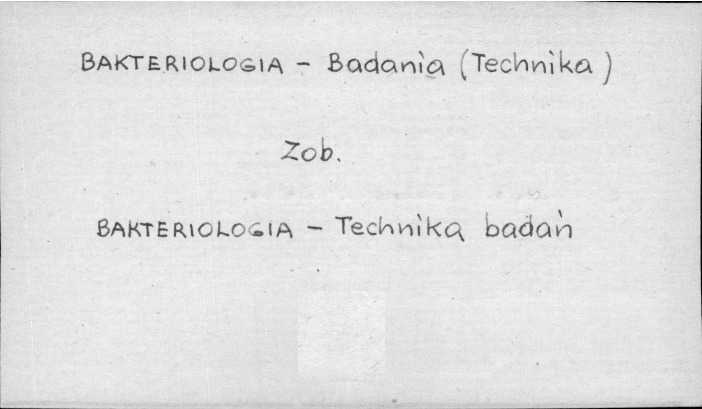 BAKTERIOLOGIA - Badania (Technika)
Zob.
BAKTERIOLOGIA - Technika badań